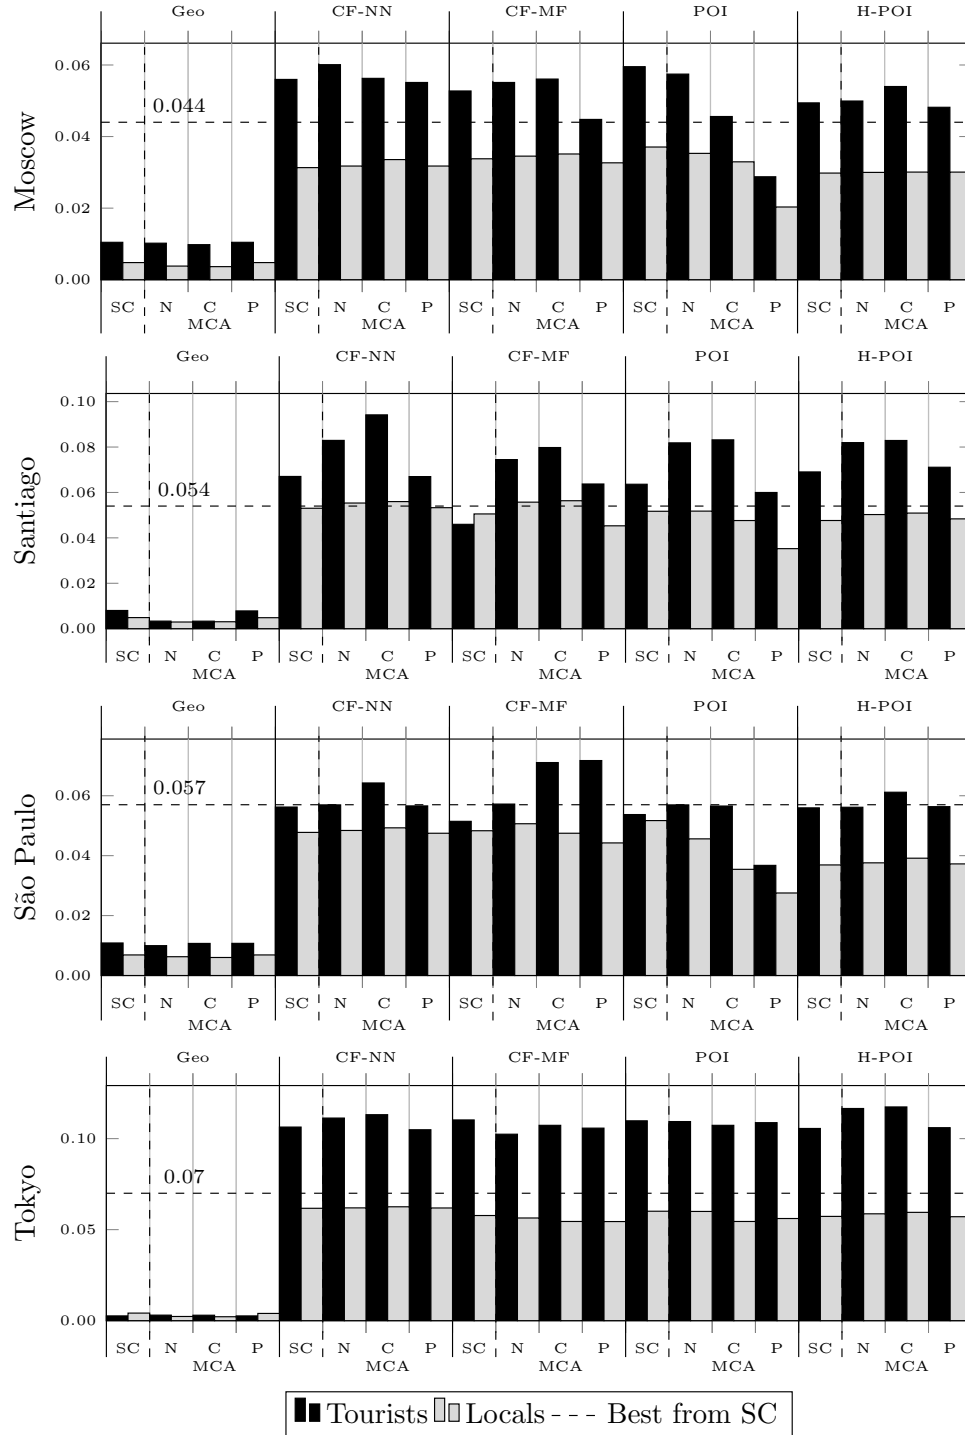 Geo CF-NN CF-MF POI H-POI
0.06
0.044
0.04
0.02
0.00
Moscow
SC N C P SC N C P SC N C P SC N C P SC N C P
MCA MCA MCA MCA MCA
Geo CF-NN CF-MF POI H-POI
0.10
0.08
0.06
0.054
0.04
0.02
0.00
Santiago
SC N C P SC N C P SC N C P SC N C P SC N C P
MCA MCA MCA MCA MCA
Geo CF-NN CF-MF POI H-POI
0.06
0.057
0.04
0.02
0.00
São Paulo
SC N C P SC N C P SC N C P SC N C P SC N C P
MCA MCA MCA MCA MCA
Geo CF-NN CF-MF POI H-POI
0.10
0.07
0.05
0.00
Tokyo
SC N C P SC N C P SC N C P SC N C P SC N C P
MCA MCA MCA MCA MCA
Tourists Locals Best from SC